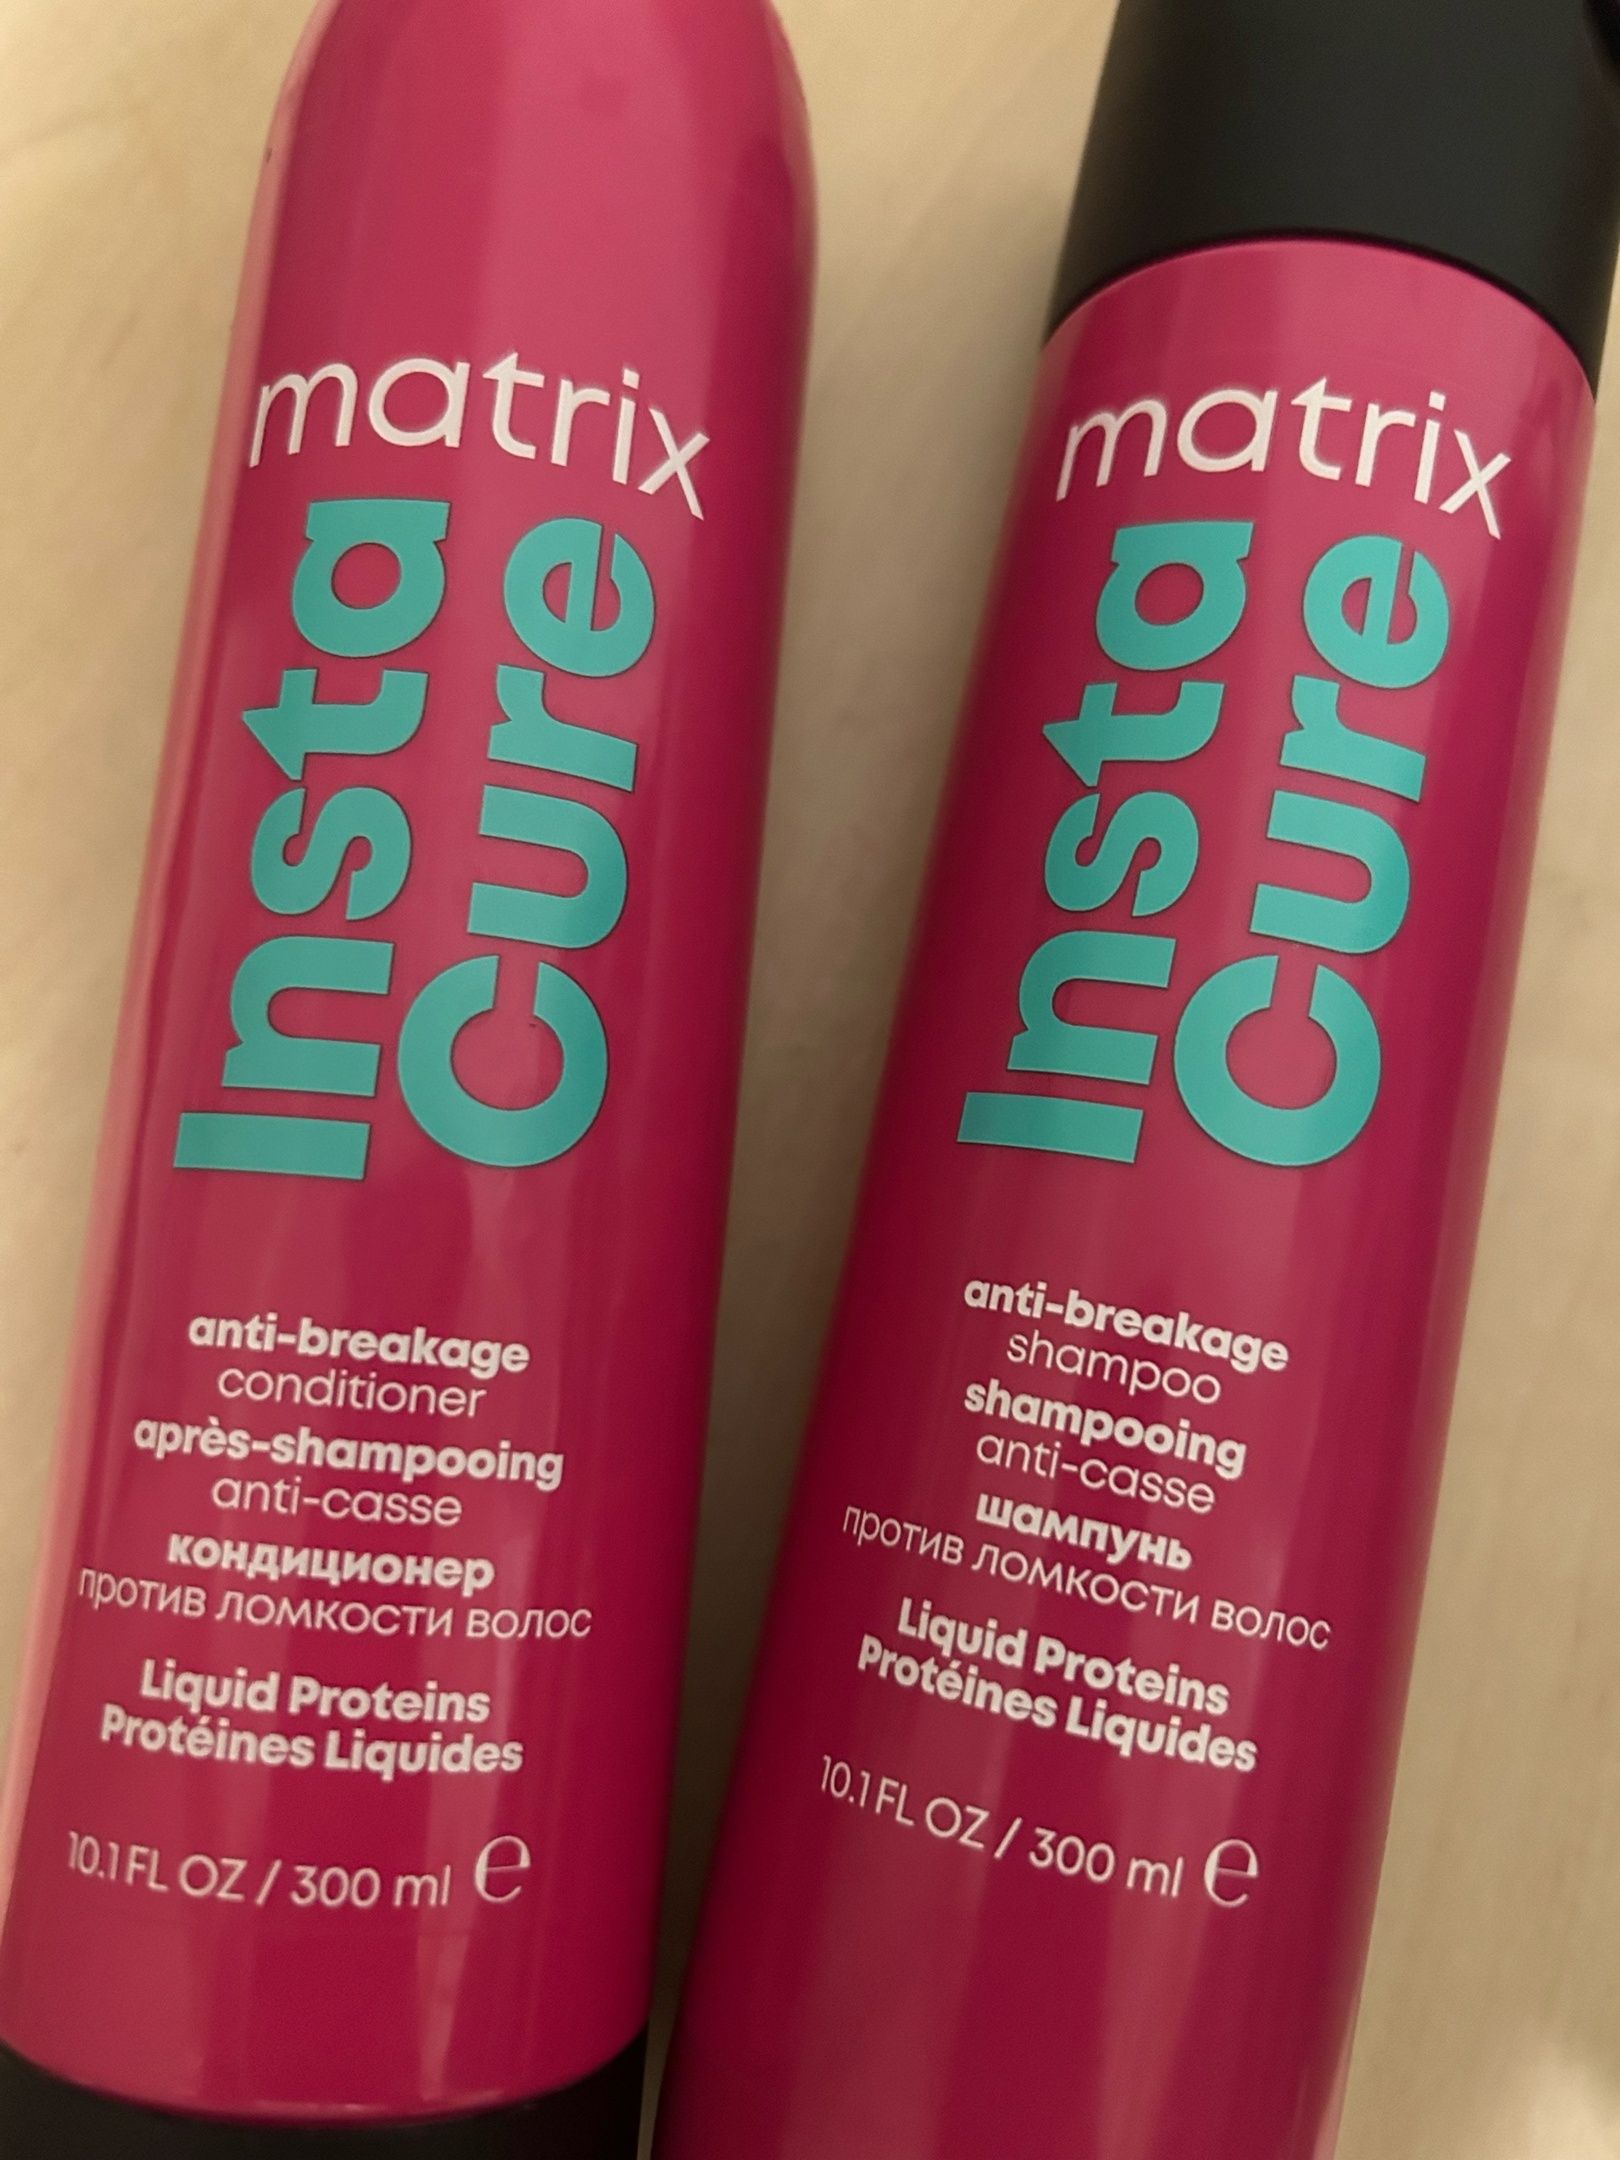 matrix
Insta
Cure
anti-breakage
conditioner
après-shampooing
anti-casse
кондиционер
против ломкости волос
Liquid Proteins
Protéines Liquides
10.1 FL OZ / 300 ml e
matrix
Insta
Cure
anti-breakage
shampoo
shampooing
anti-casse
шампунь
против ломкости волос
Liquid Proteins
Protéines Liquides
10.1 FL OZ / 300 ml e